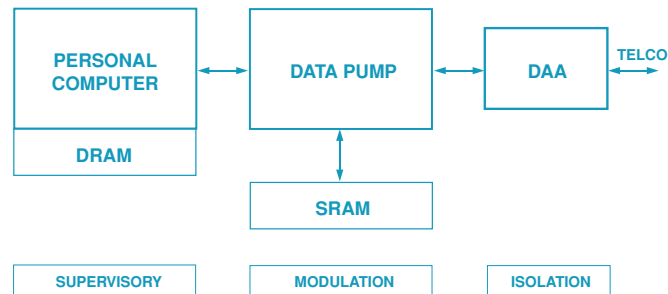 PERSONAL
COMPUTER
DATA PUMP
DAA
TELCO
DRAM
SRAM
SUPERVISORY
MODULATION
ISOLATION